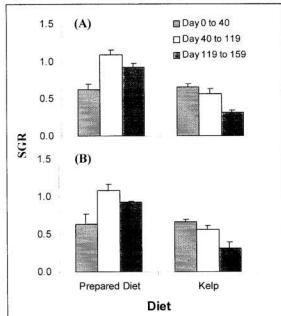 (A)
Day 0 to 40
Day 40 to 119
Day 119 to 159
1.5
1.0
0.5
0.0
SGR
(B)
1.5
1.0
0.5
0.0
Prepared Diet
Kelp
Diet